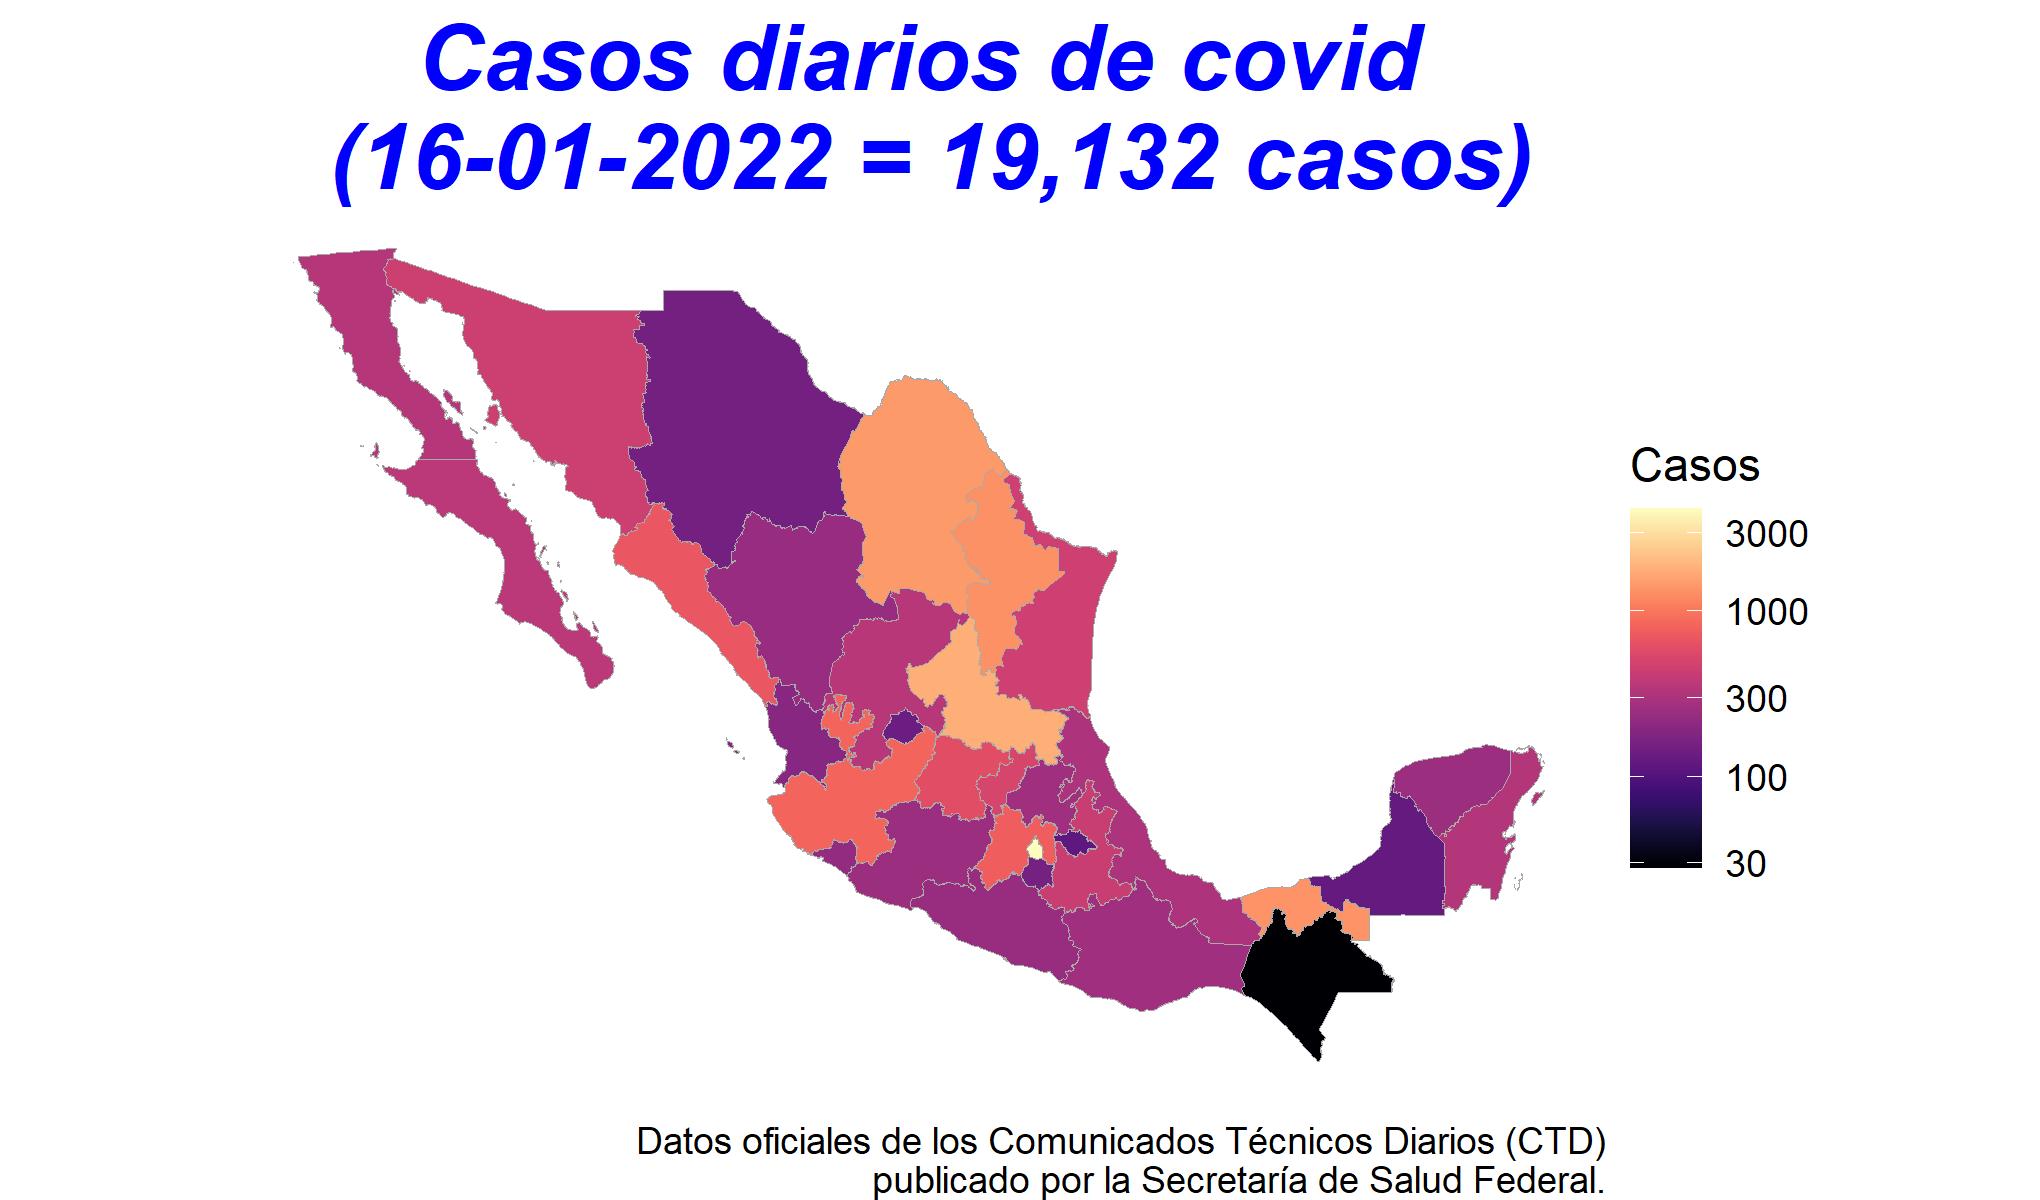 Casos diarios de covid
(16-01-2022 = 19,132 casos)
Casos
3000
1000
300
100
30
Datos oficiales de los Comunicados Técnicos Diarios (CTD)
publicado por la Secretaría de Salud Federal.